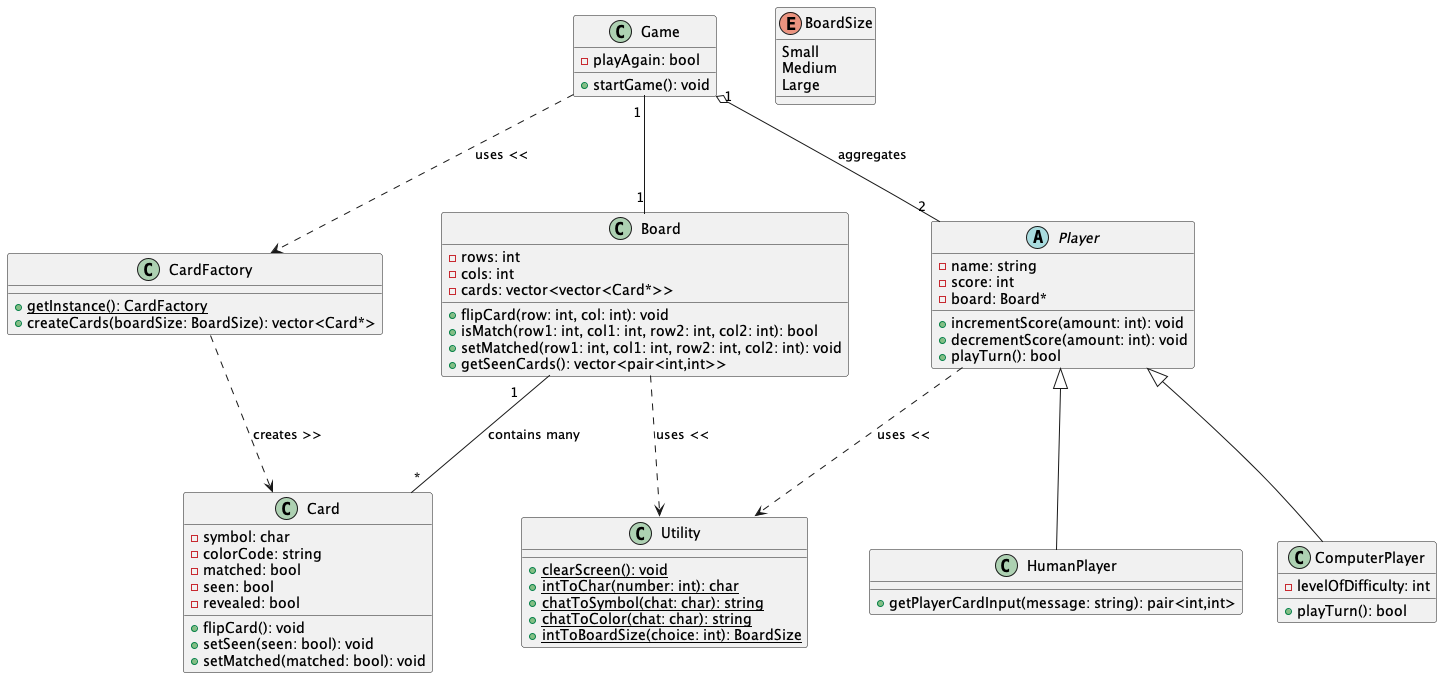 C Game
playAgain: bool
startGame(): void
E BoardSize
Small
Medium
Large
1
1
uses <<
aggregates
1
2
C CardFactory
getInstance(): CardFactory
createCards(boardSize: BoardSize): vector<Card*>
C Board
rows: int
cols: int
cards: vector<vector<Card*>>
flipCard(row: int, col: int): void
isMatch(row1: int, col1: int, row2: int, col2: int): bool
setMatched(row1: int, col1: int, row2: int, col2: int): void
getSeenCards(): vector<pair<int,int>>
A Player
name: string
score: int
board: Board*
incrementScore(amount: int): void
decrementScore(amount: int): void
playTurn(): bool
1
creates >>
contains many
uses <<
uses <<
*
C Card
symbol: char
colorCode: string
matched: bool
seen: bool
revealed: bool
flipCard(): void
setSeen(seen: bool): void
setMatched(matched: bool): void
C Utility
clearScreen(): void
intToChar(number: int): char
chatToSymbol(chat: char): string
chatToColor(chat: char): string
intToBoardSize(choice: int): BoardSize
C HumanPlayer
getPlayerCardInput(message: string): pair<int,int>
C ComputerPlayer
levelOfDifficulty: int
playTurn(): bool